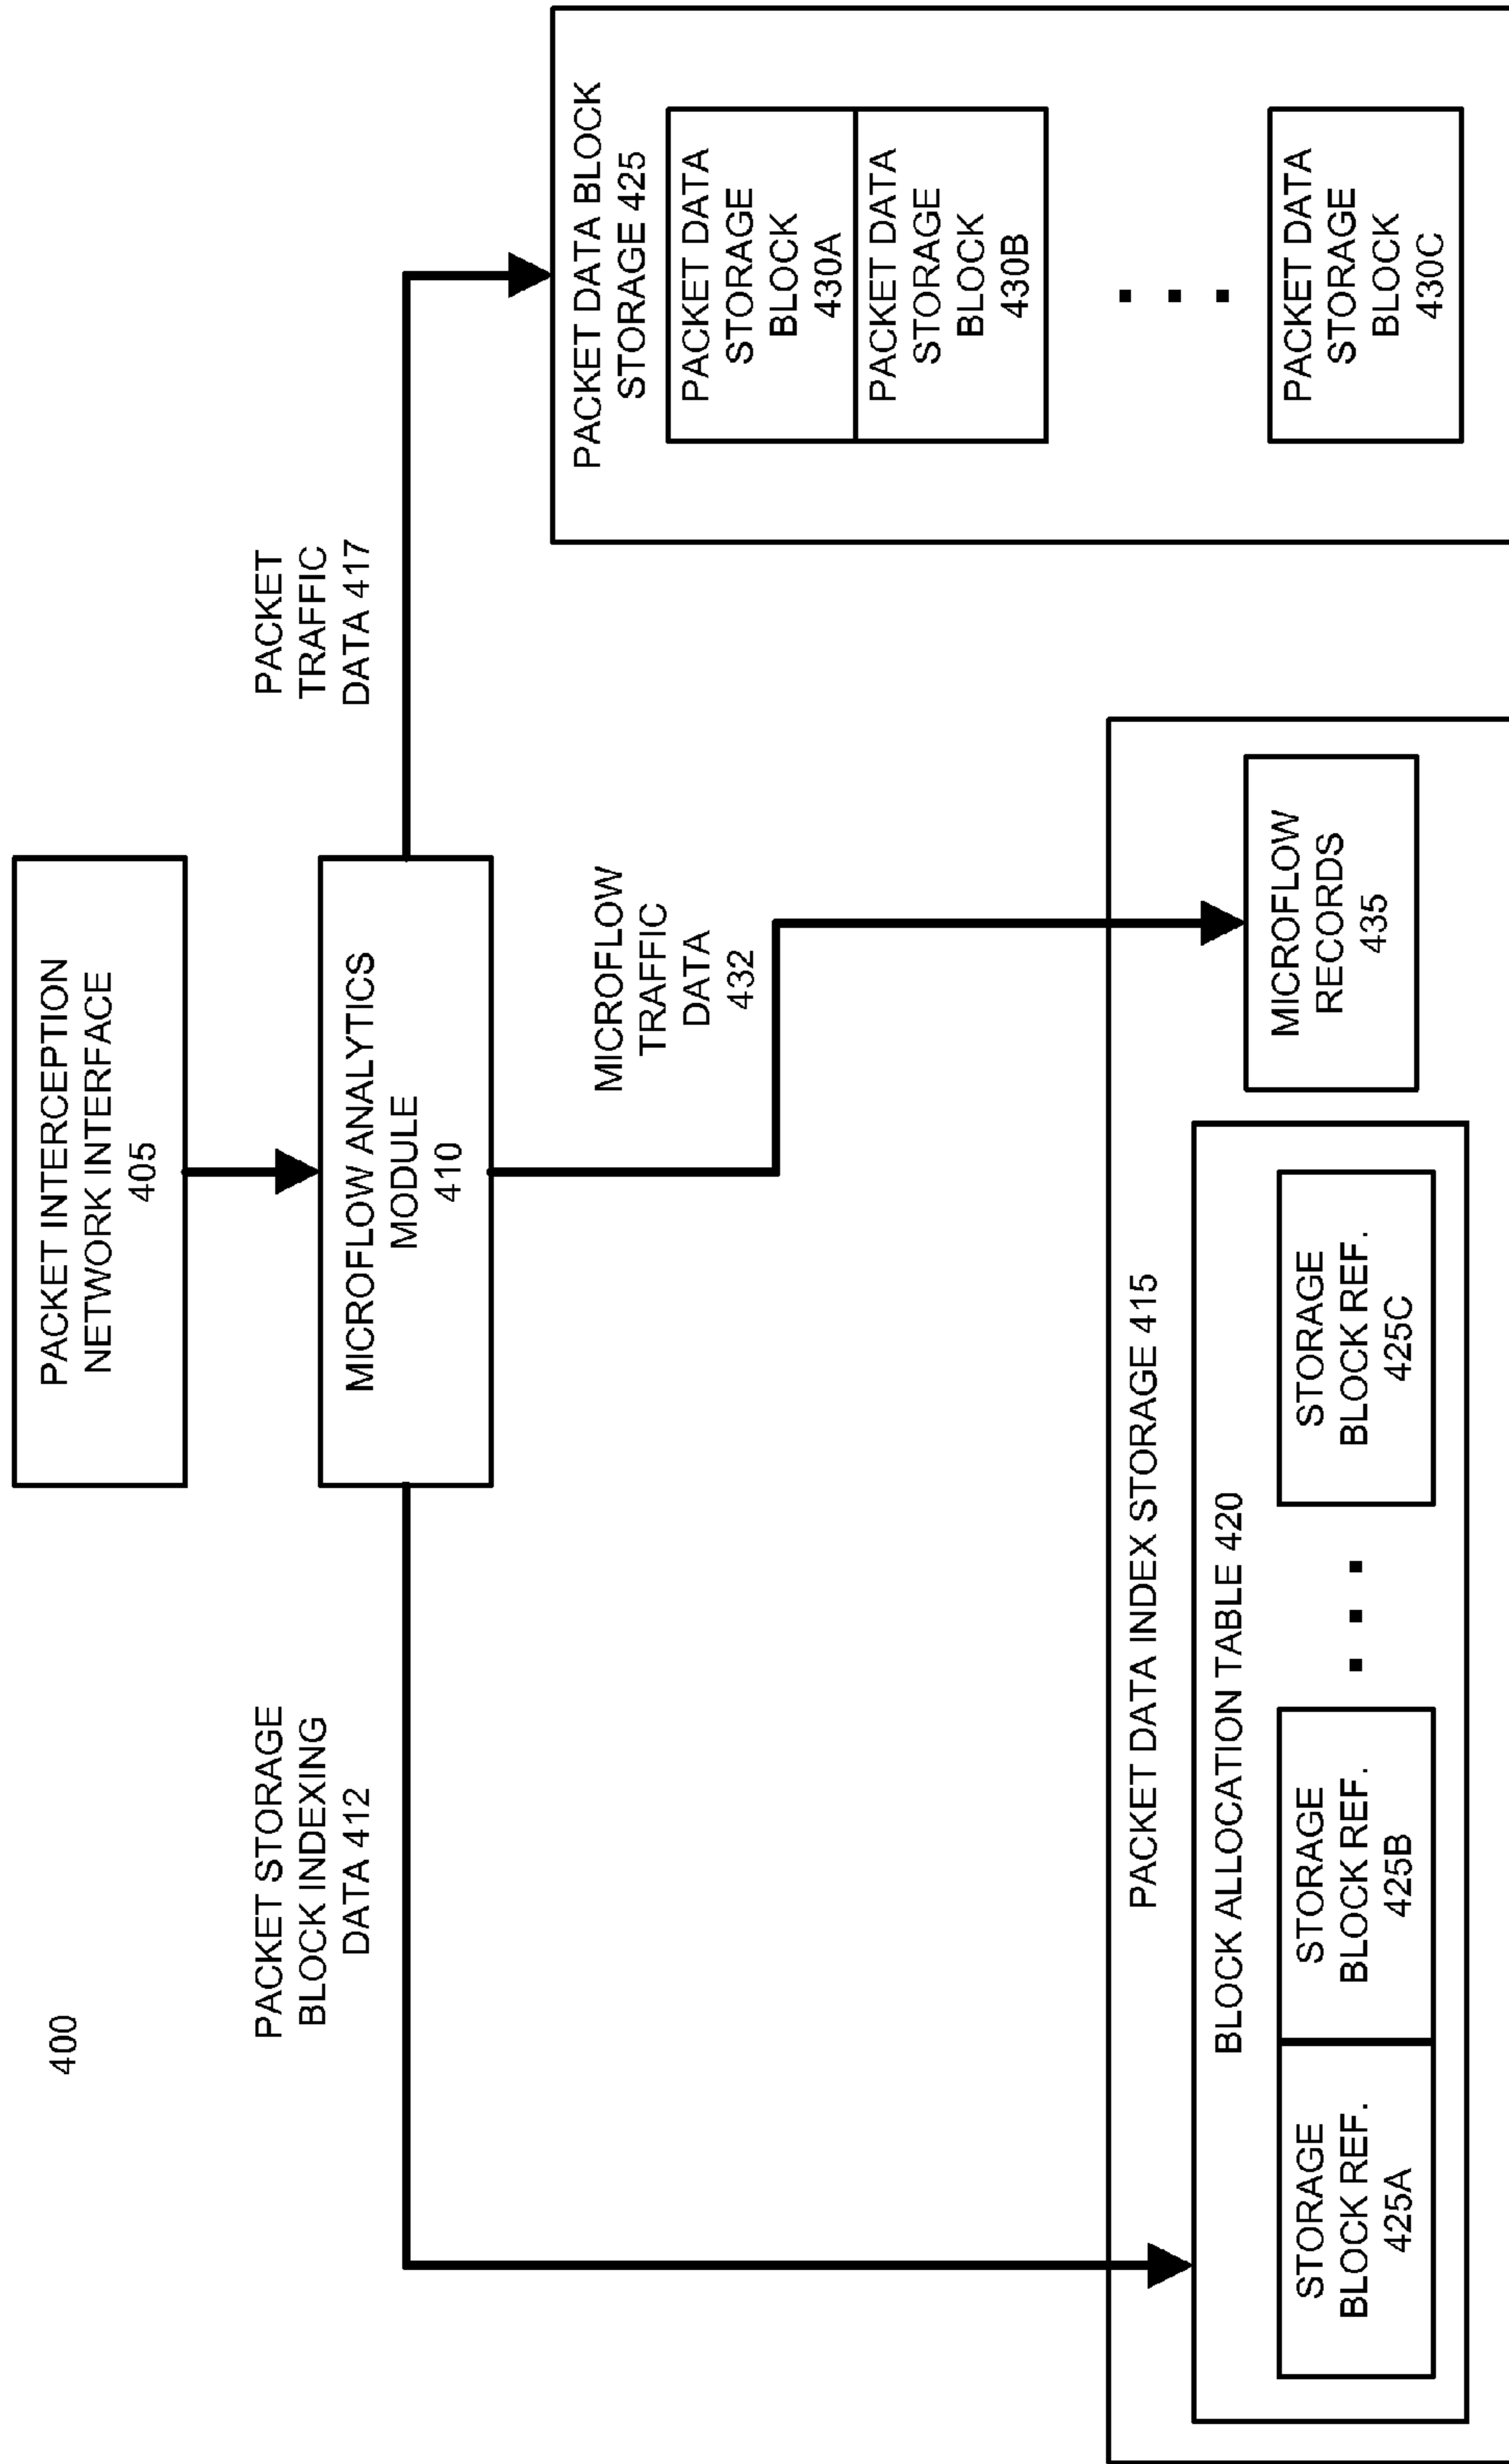 400
PACKET INTERCEPTION
NETWORK INTERFACE
405
MICROFLOW ANALYTICS
MODULE
410
PACKET STORAGE
BLOCK INDEXING
DATA 412
PACKET
TRAFFIC
DATA 417
MICROFLOW
TRAFFIC
DATA
432
PACKET DATA BLOCK
STORAGE 425
PACKET DATA
STORAGE
BLOCK
430A
PACKET DATA
STORAGE
BLOCK
430B
PACKET DATA
STORAGE
BLOCK
430C
PACKET DATA INDEX STORAGE 415
BLOCK ALLOCATION TABLE 420
STORAGE
BLOCK REF.
425A
STORAGE
BLOCK REF.
425B
STORAGE
BLOCK REF.
425C
MICROFLOW
RECORDS
435